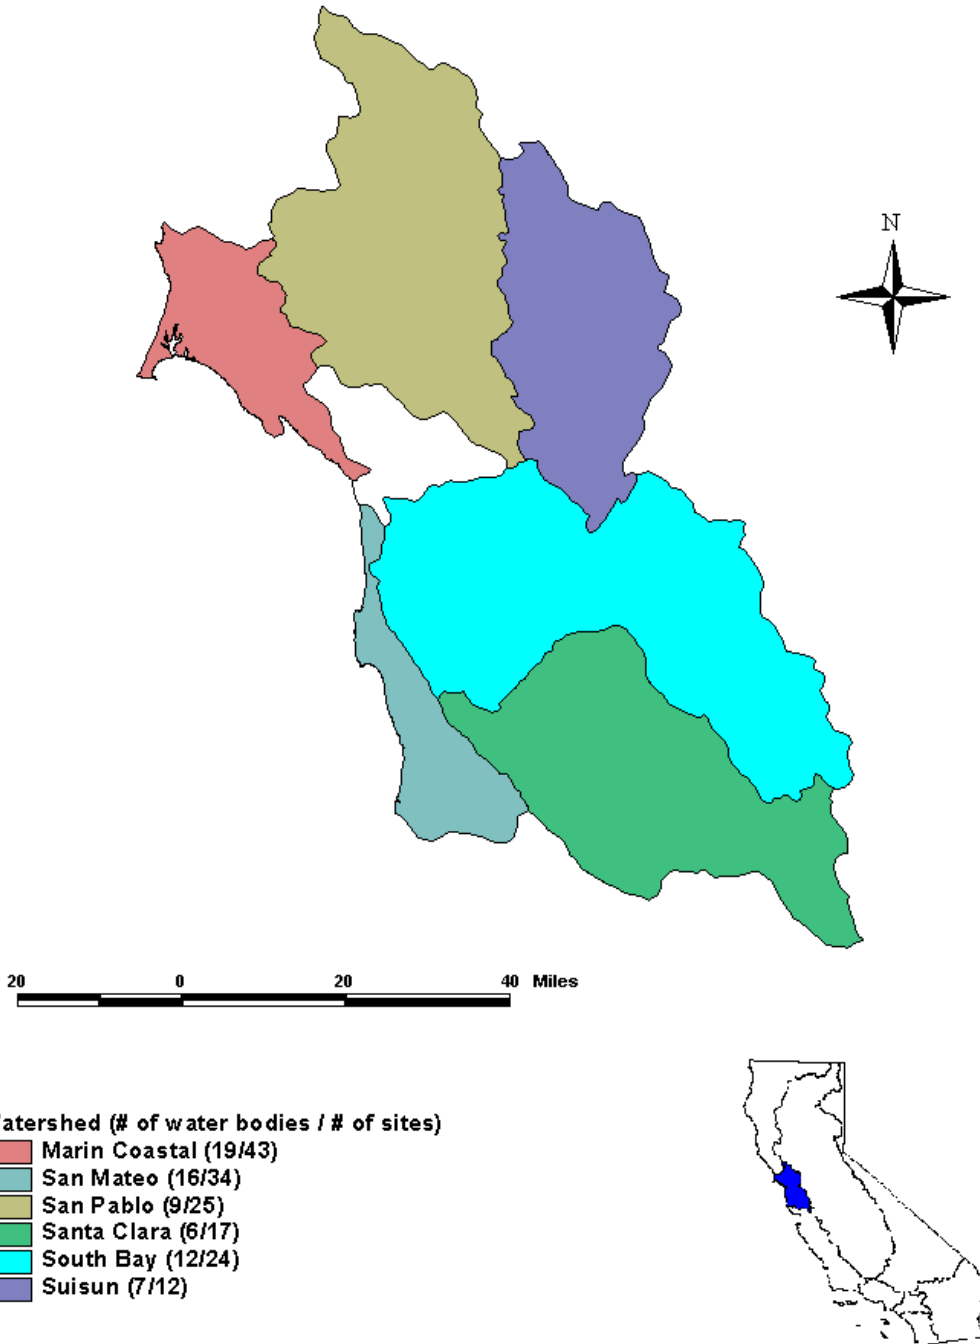 N
20 0 20 40 Miles
atershed (# of water bodies / # of sites)
Marin Coastal (19/43)
San Mateo (16/34)
San Pablo (9/25)
Santa Clara (6/17)
South Bay (12/24)
Suisun (7/12)